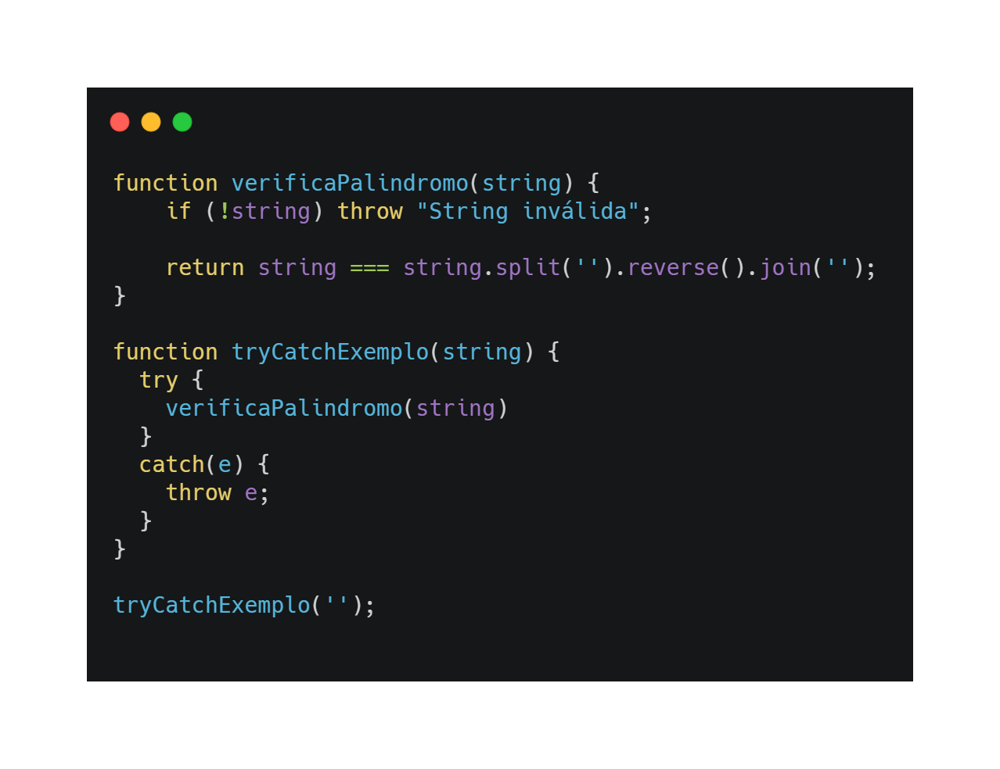 function verificaPalindromo(string) {
    if (!string) throw "String inválida";

    return string === string.split('').reverse().join('');
}

function tryCatchExemplo(string) {
  try {
    verificaPalindromo(string)
  }
  catch(e) {
    throw e;
  }
}

tryCatchExemplo('');